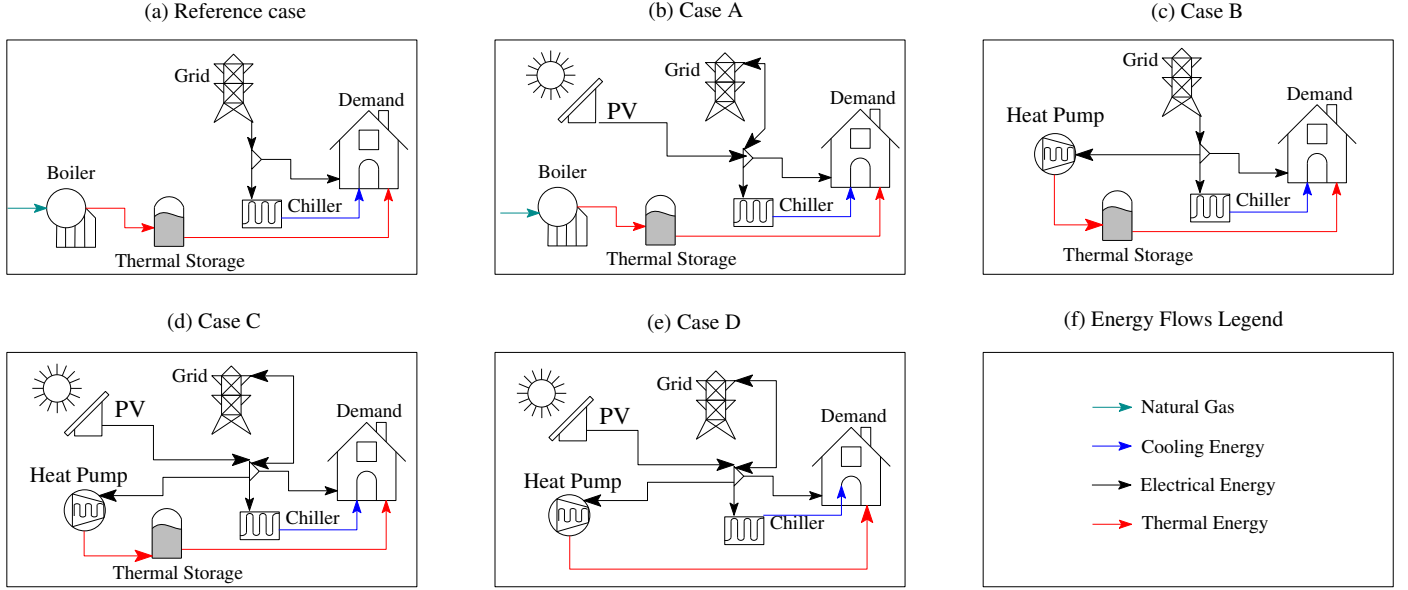 (a) Reference case
Grid
Demand
Boiler
Chiller
Thermal Storage
(b) Case A
Grid
PV
Demand
Boiler
Chiller
Thermal Storage
(c) Case B
Grid
Demand
Heat Pump
Chiller
Thermal Storage
(d) Case C
Grid
PV
Demand
Heat Pump
Chiller
Thermal Storage
(e) Case D
Grid
PV
Demand
Heat Pump
Chiller
(f) Energy Flows Legend
Natural Gas
Cooling Energy
Electrical Energy
Thermal Energy